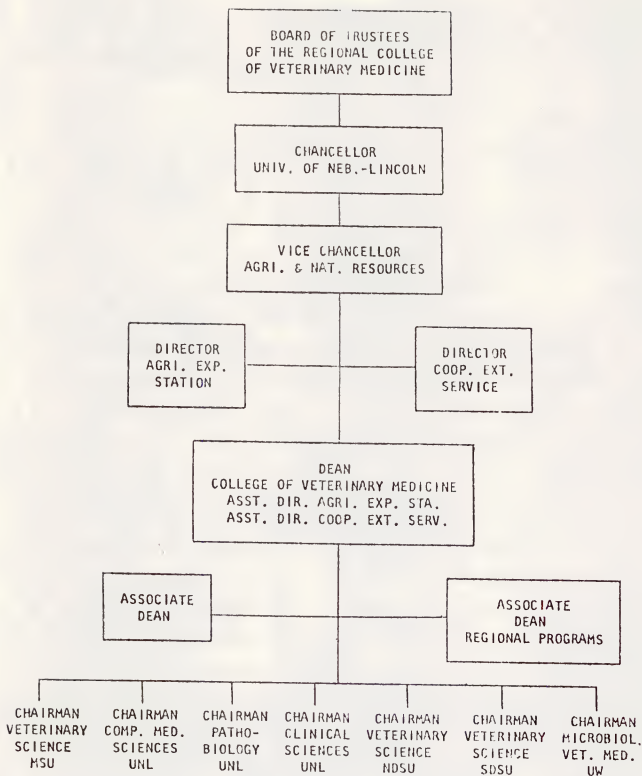 BOARD OF TRUSTEES
OF THE REGIONAL COLLEGE
OF VETERINARY MEDICINE
CHANCELLOR
UNIV. OF NEB.-LINCOLN
VICE CHANCELLOR
AGRI. & NAT. RESOURCES
DIRECTOR
AGRI. EXP.
STATION
DIRECTOR
COOP. EXT.
SERVICE
DEAN
COLLEGE OF VETERINARY MEDICINE
ASST. DIR. AGRI. EXP. STA.
ASST. DIR. COOP. EXT. SERV.
ASSOCIATE
DEAN
ASSOCIATE
DEAN
REGIONAL PROGRAMS
CHAIRMAN
VETERINARY
SCIENCE
MSU
CHAIRMAN
COMP. MED.
SCIENCES
UNL
CHAIRMAN
PATHO-
BIOLOGY
UNL
CHAIRMAN
CLINICAL
SCIENCES
UNL
CHAIRMAN
VETERINARY
SCIENCE
NDSU
CHAIRMAN
VETERINARY
SCIENCE
SDSU
CHAIRMAN
MICROBIOL.
VET. MED.
UW